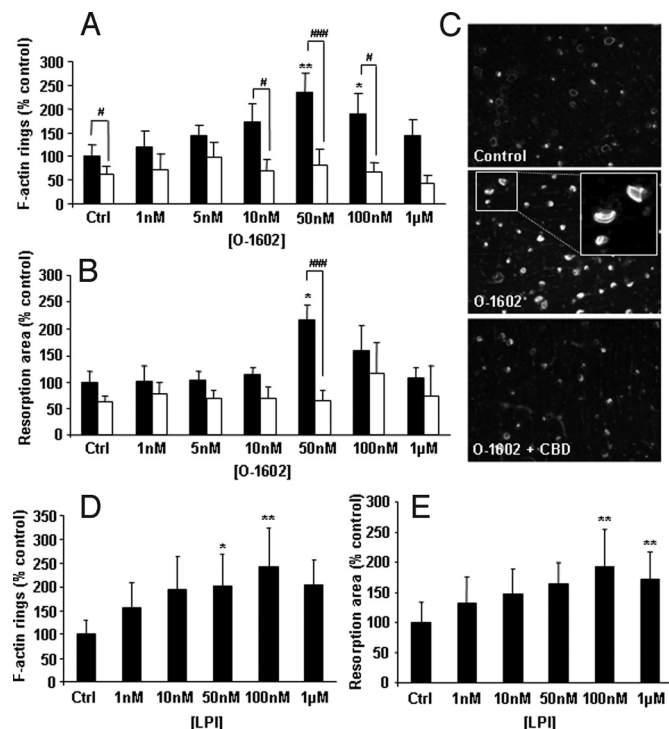 A
F-actin rings (% control)
350
300
250
200
150
100
50
0
#
#
###
**
#
*
Ctrl 1nM 5nM 10nM 50nM 100nM 1µM
[O-1602]
B
Resorption area (% control)
300
250
200
150
100
50
0
###
*
Ctrl 1nM 5nM 10nM 50nM 100nM 1µM
[O-1602]
C
Control
O-1602
O-1602 + CBD
D
F-actin rings (% control)
350
300
250
200
150
100
50
0
*
**
Ctrl 1nM 10nM 50nM 100nM 1µM
[LPI]
E
Resorption area (% control)
300
250
200
150
100
50
0
**
**
Ctrl 1nM 10nM 50nM 100nM 1µM
[LPI]